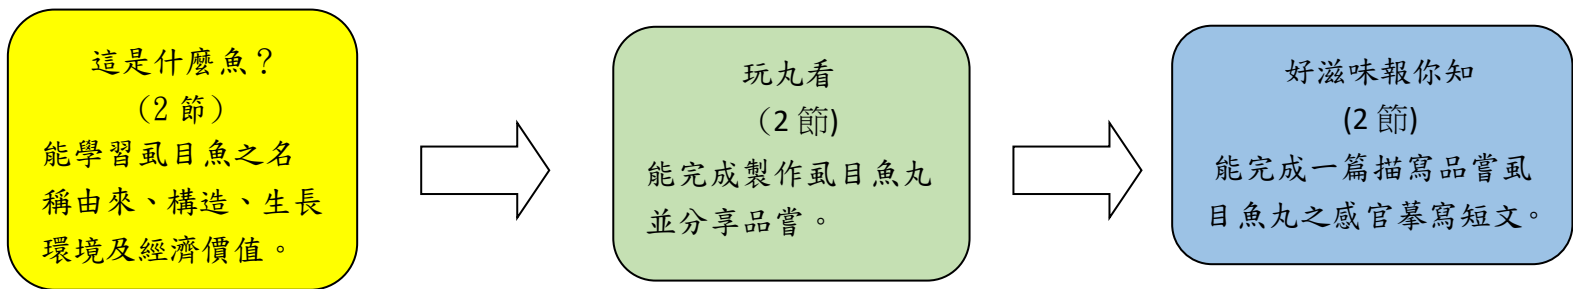 這是什麼魚？
（2 節）
能學習虱目魚之名
稱由來、構造、生長
環境及經濟價值。
玩丸看
（2 節)
能完成製作虱目魚丸
並分享品嘗。
好滋味報你知
(2 節)
能完成一篇描寫品嘗虱
目魚丸之感官摹寫短文。